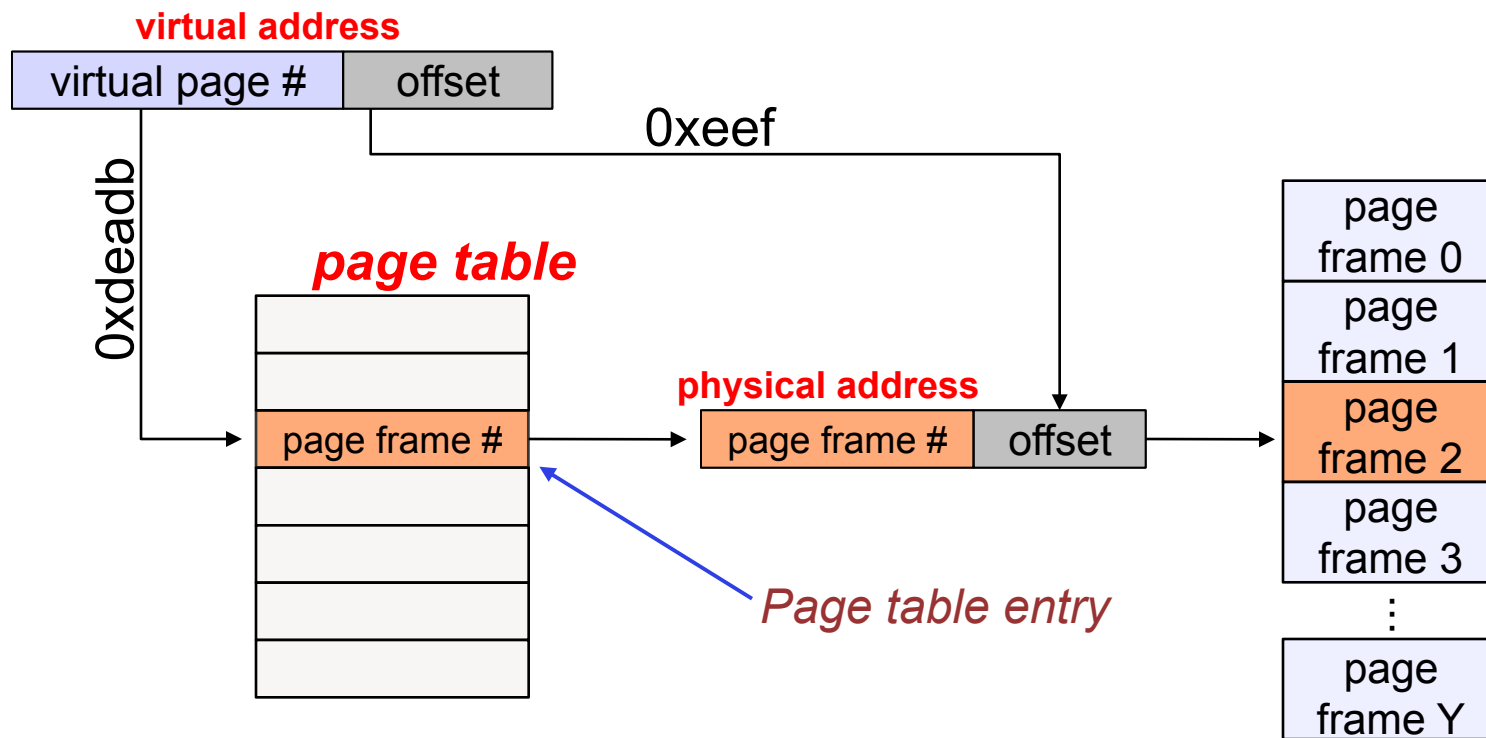 virtual address
virtual page # offset
0xeef
0xdeadb
page table
page frame #
physical address
page frame # offset
Page table entry
page
frame 0
page
frame 1
page
frame 2
page
frame 3
⋮
page
frame Y